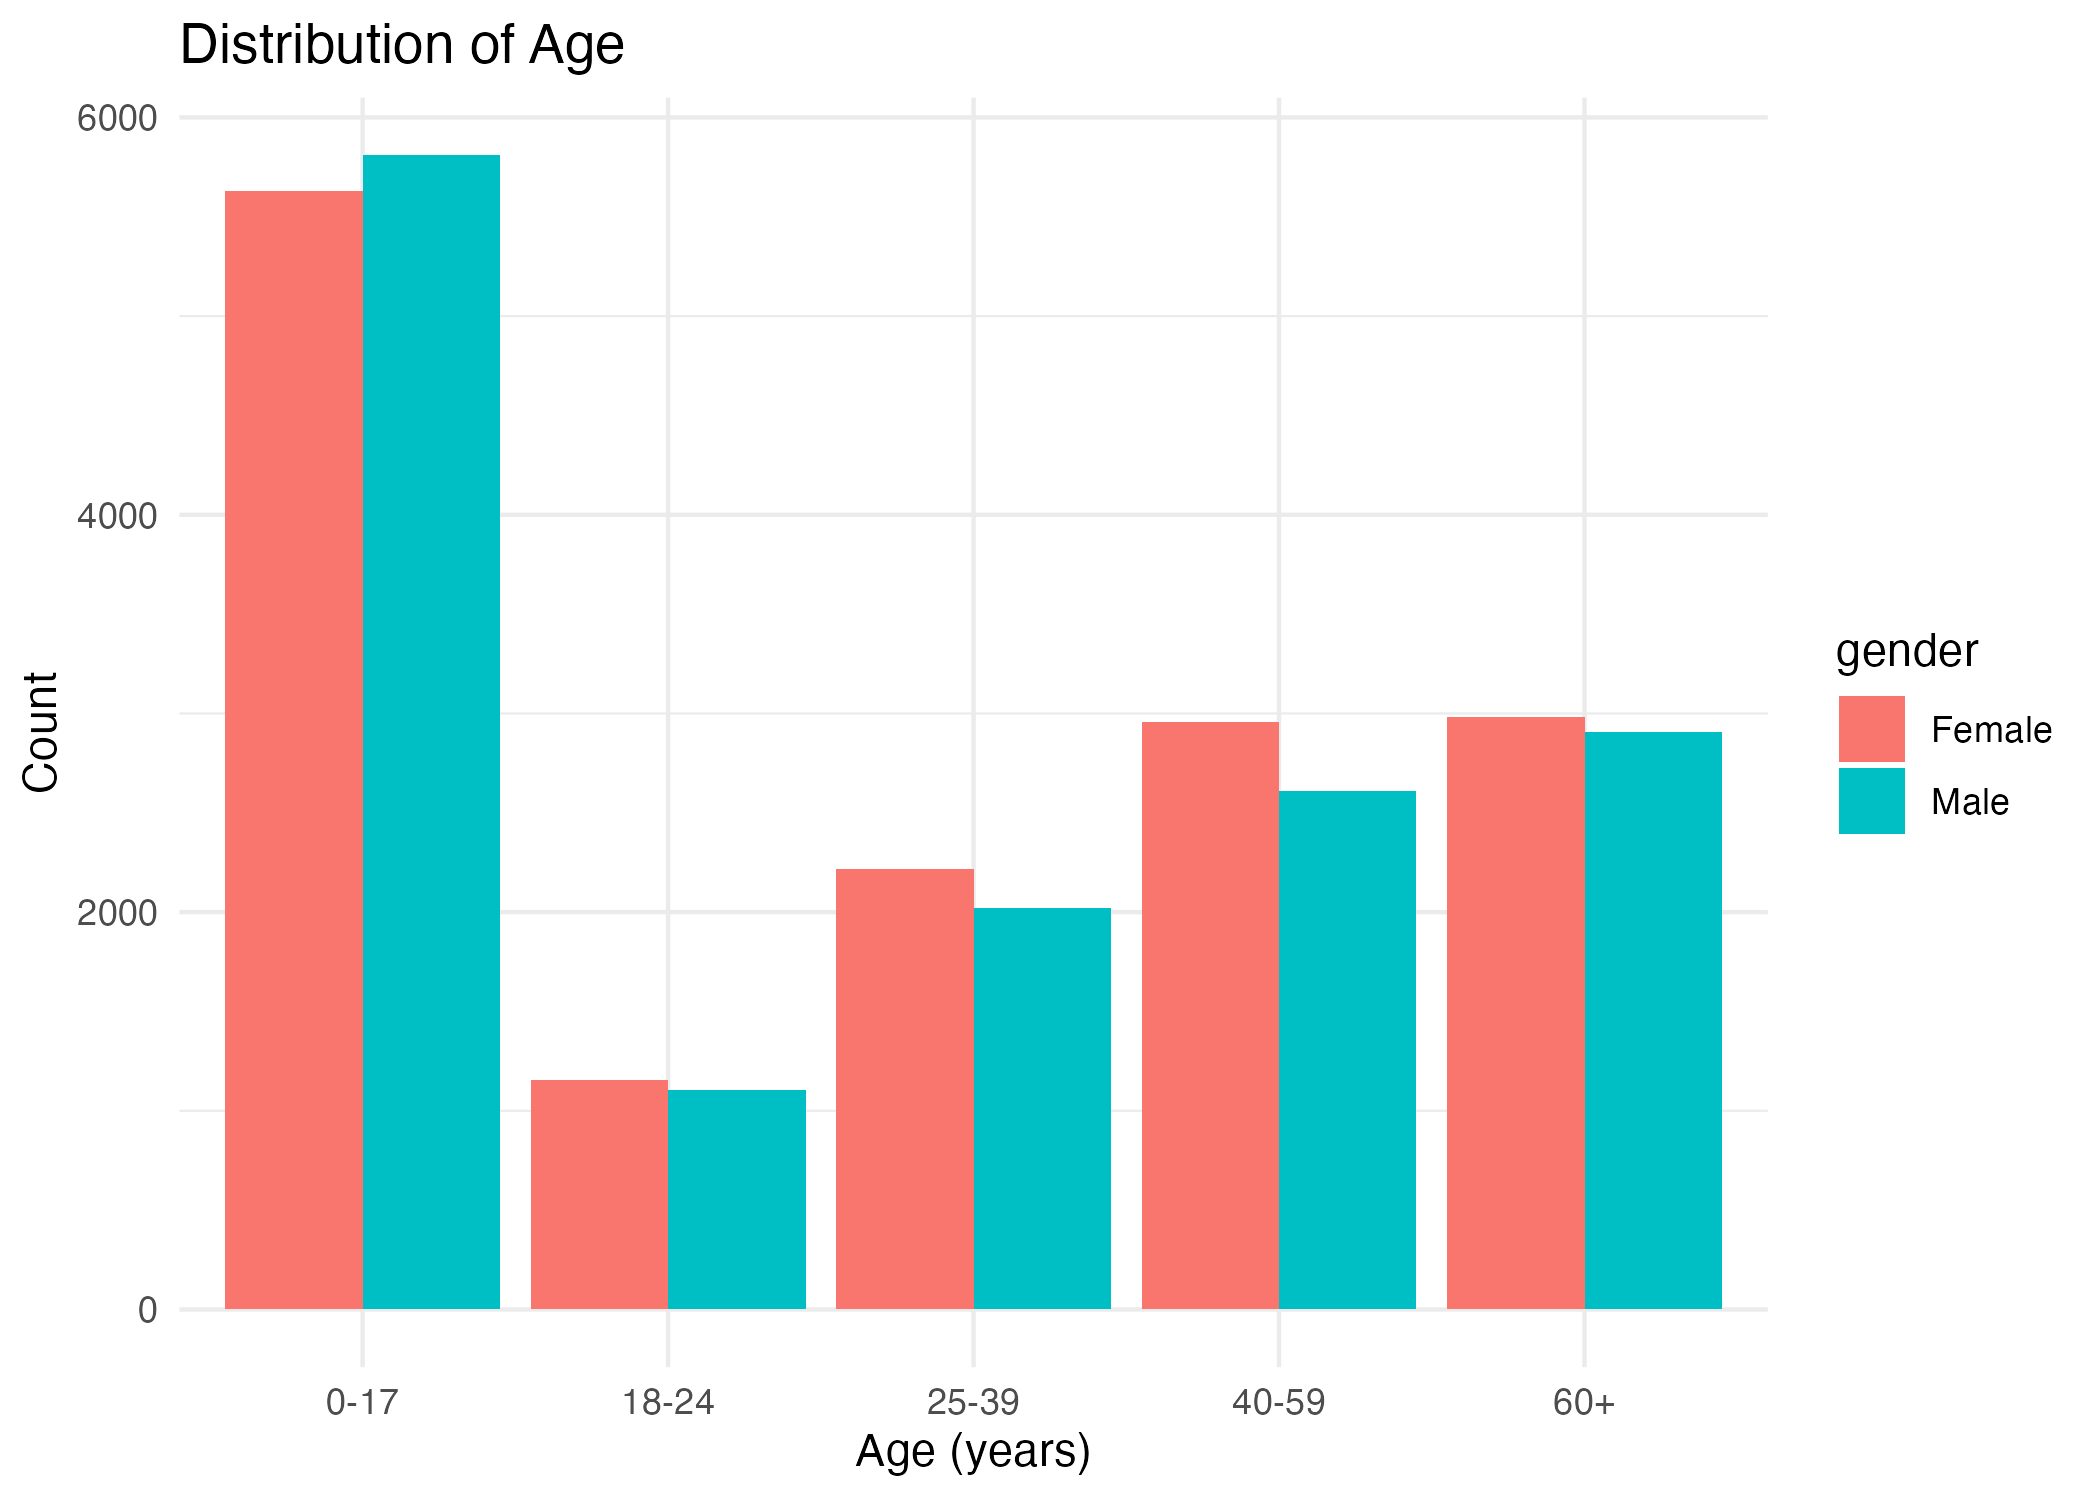 Distribution of Age
6000
4000
2000
0
Count
0-17
18-24
25-39
40-59
60+
Age (years)
gender
Female
Male